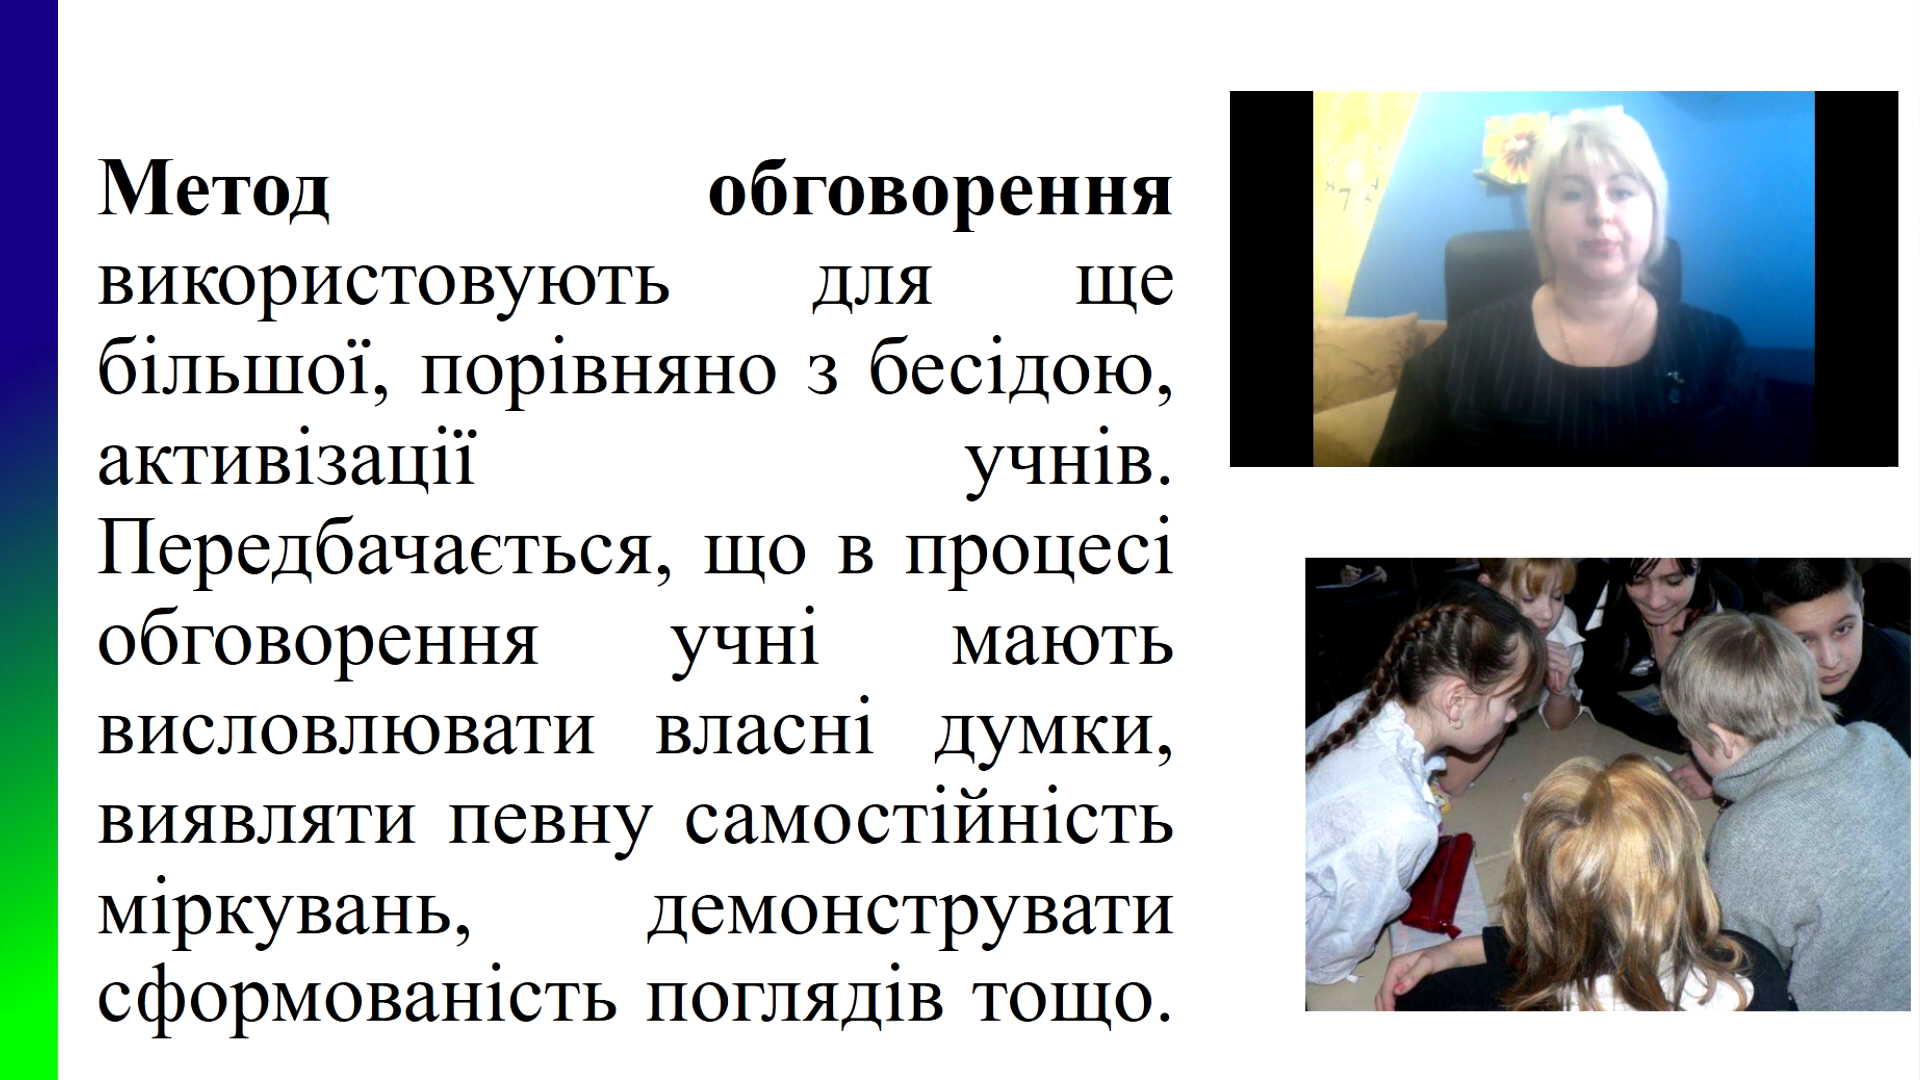 Метод обговорення
використовують для ще
більшої, порівняно з бесідою,
активізації учнів.
Передбачається, що в процесі
обговорення учні мають
висловлювати власні думки,
виявляти певну самостійність
міркувань, демонструвати
сформованість поглядів тощо.